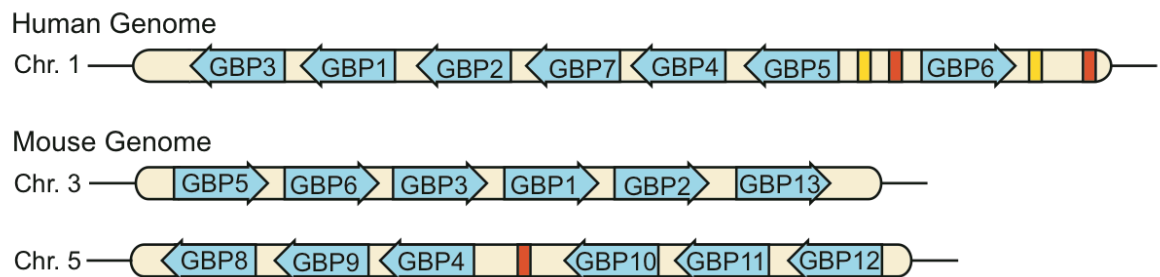 Human Genome
Chr. 1 GBP3 GBP1 GBP2 GBP7 GBP4 GBP5 GBP6
Mouse Genome
Chr. 3 GBP5 GBP6 GBP3 GBP1 GBP2 GBP13
Chr. 5 GBP8 GBP9 GBP4 GBP10 GBP11 GBP12